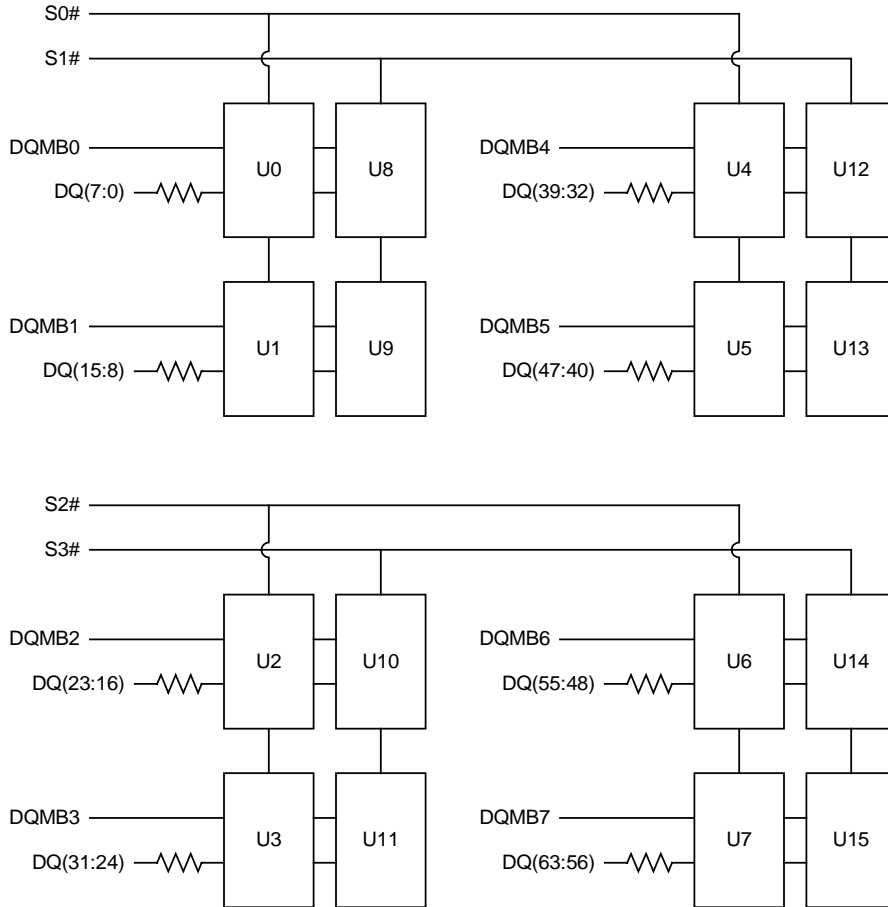 S0#
S1#
DQMB0
DQ(7:0)
U0
U8
DQMB4
DQ(39:32)
U4
U12
DQMB1
DQ(15:8)
U1
U9
DQMB5
DQ(47:40)
U5
U13
S2#
S3#
DQMB2
DQ(23:16)
U2
U10
DQMB6
DQ(55:48)
U6
U14
DQMB3
DQ(31:24)
U3
U11
DQMB7
DQ(63:56)
U7
U15